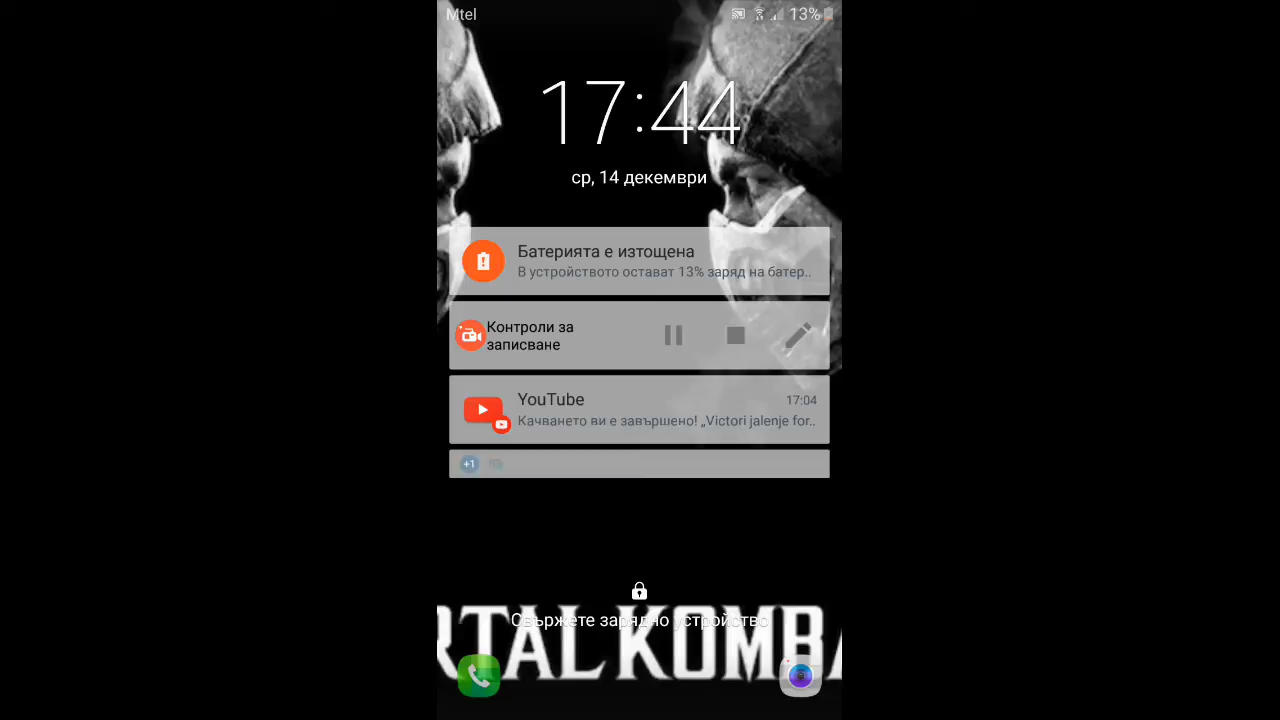 Mtel 13%
17:44
ср, 14 декември
Батерията е изтощена
В устройството остават 13% заряд на батер..
Контроли за
записване
YouTube 17:04
Качването ви е завършено! „Victori jalenje for..
+1
Свържете зарядно устройство
RTAL KOMBA